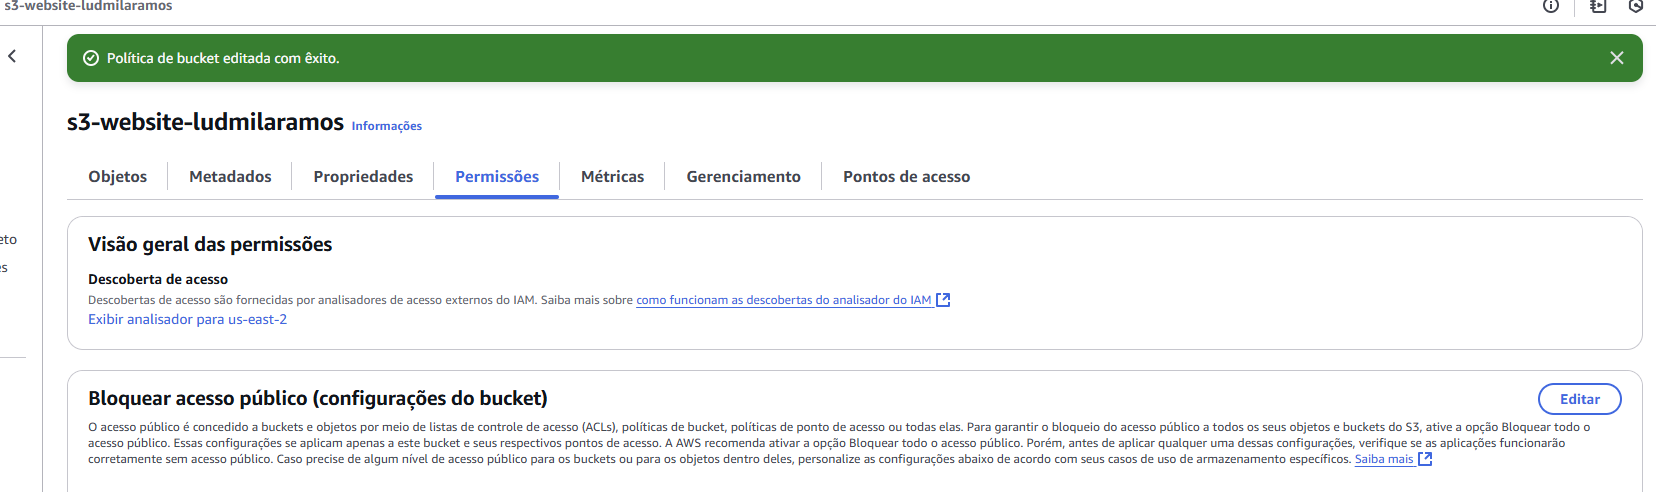 s3-website-ludmilaramos
Política de bucket editada com êxito.
s3-website-ludmilaramos Informações
Objetos Metadados Propriedades Permissões Métricas Gerenciamento Pontos de acesso
Visão geral das permissões
eto
Descoberta de acesso
es
Descobertas de acesso são fornecidas por analisadores de acesso externos do IAM. Saiba mais sobre como funcionam as descobertas do analisador do IAM
Exibir analisador para us-east-2
Bloquear acesso público (configurações do bucket)
Editar
O acesso público é concedido a buckets e objetos por meio de listas de controle de acesso (ACLs), políticas de bucket, políticas de ponto de acesso ou todas elas. Para garantir o bloqueio do acesso público a todos os seus objetos e buckets do S3, ative a opção Bloquear todo o
acesso público. Essas configurações se aplicam apenas a este bucket e seus respectivos pontos de acesso. A AWS recomenda ativar a opção Bloquear todo o acesso público. Porém, antes de aplicar qualquer uma dessas configurações, verifique se as aplicações funcionarão
corretamente sem acesso público. Caso precise de algum nível de acesso público para os buckets ou para os objetos dentro deles, personalize as configurações abaixo de acordo com seus casos de uso de armazenamento específicos. Saiba mais